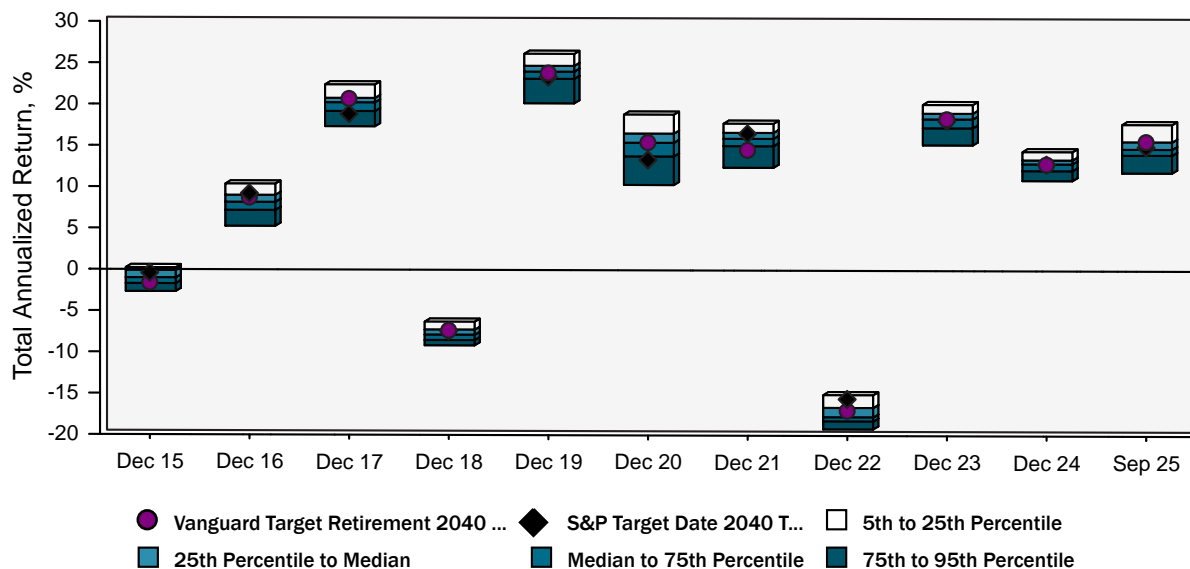 Total Annualized Return, %
30
25
20
15
10
5
0
-5
-10
-15
-20
Dec 15 Dec 16 Dec 17 Dec 18 Dec 19 Dec 20 Dec 21 Dec 22 Dec 23 Dec 24 Sep 25
Vanguard Target Retirement 2040 ... S&P Target Date 2040 T... 5th to 25th Percentile
25th Percentile to Median Median to 75th Percentile 75th to 95th Percentile